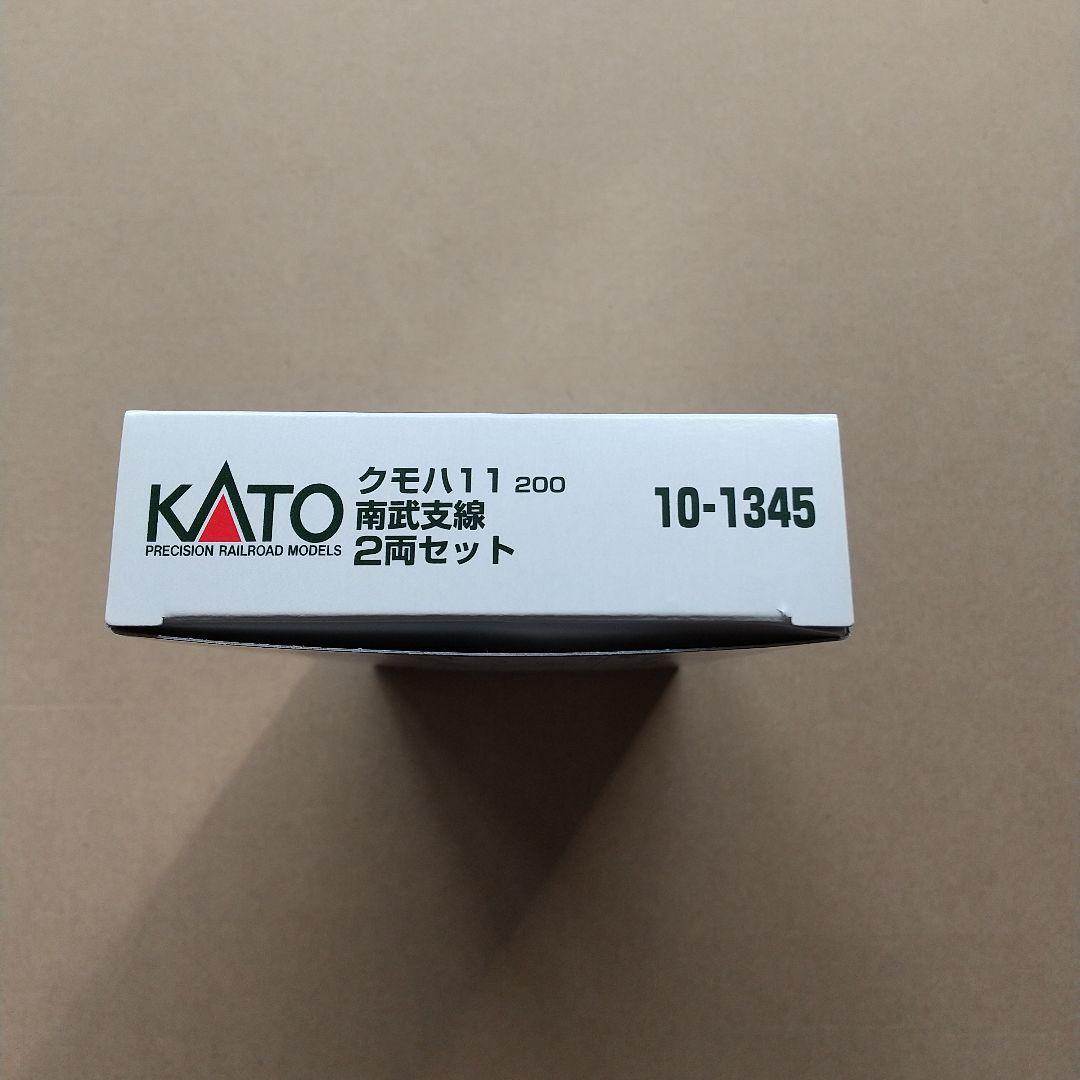 KATO
PRECISION RAILROAD MODELS
クモハ11 200
南武支線
2両セット
10-1345